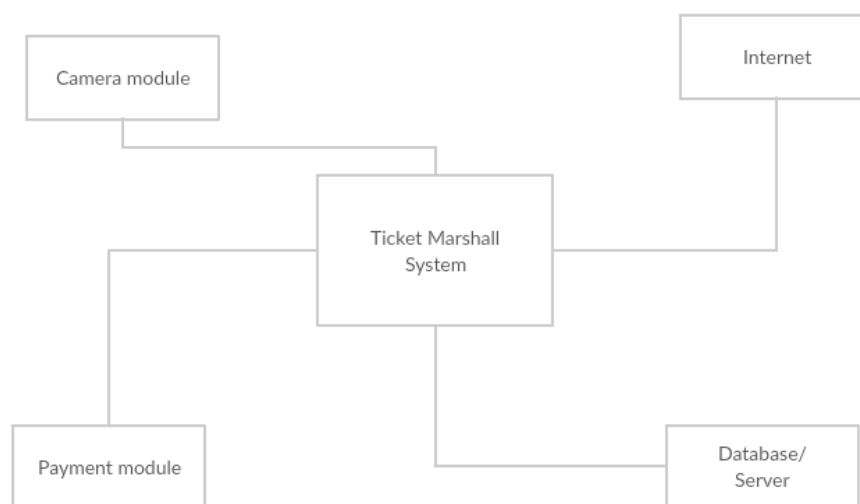 Camera module
Internet
Ticket Marshall
System
Payment module
Database/
Server